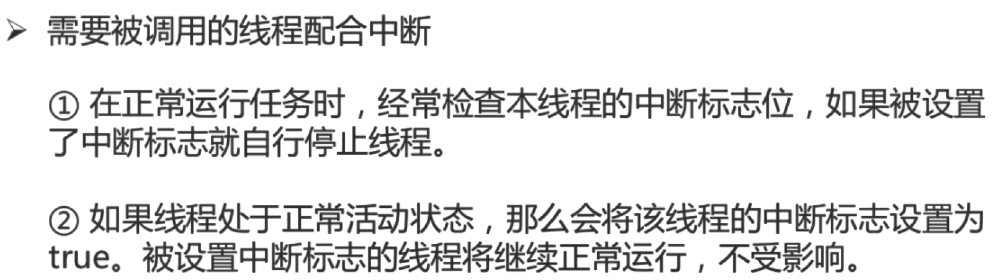 ➢ 需要被调用的线程配合中断
① 在正常运行任务时，经常检查本线程的中断标志位，如果被设置
了中断标志就自行停止线程。
② 如果线程处于正常活动状态，那么会将该线程的中断标志设置为
true。被设置中断标志的线程将继续正常运行，不受影响。